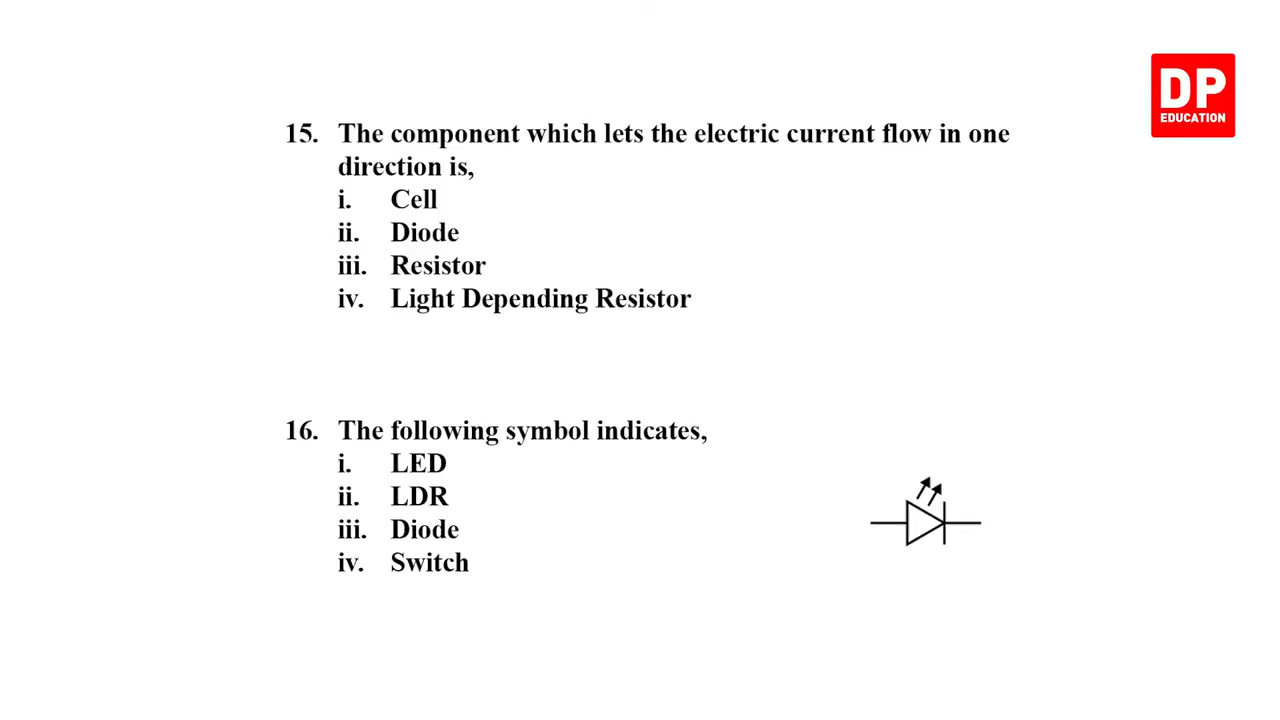 DP
EDUCATION
15. The component which lets the electric current flow in one
direction is,
i. Cell
ii. Diode
iii. Resistor
iv. Light Depending Resistor
16. The following symbol indicates,
i. LED
ii. LDR
iii. Diode
iv. Switch